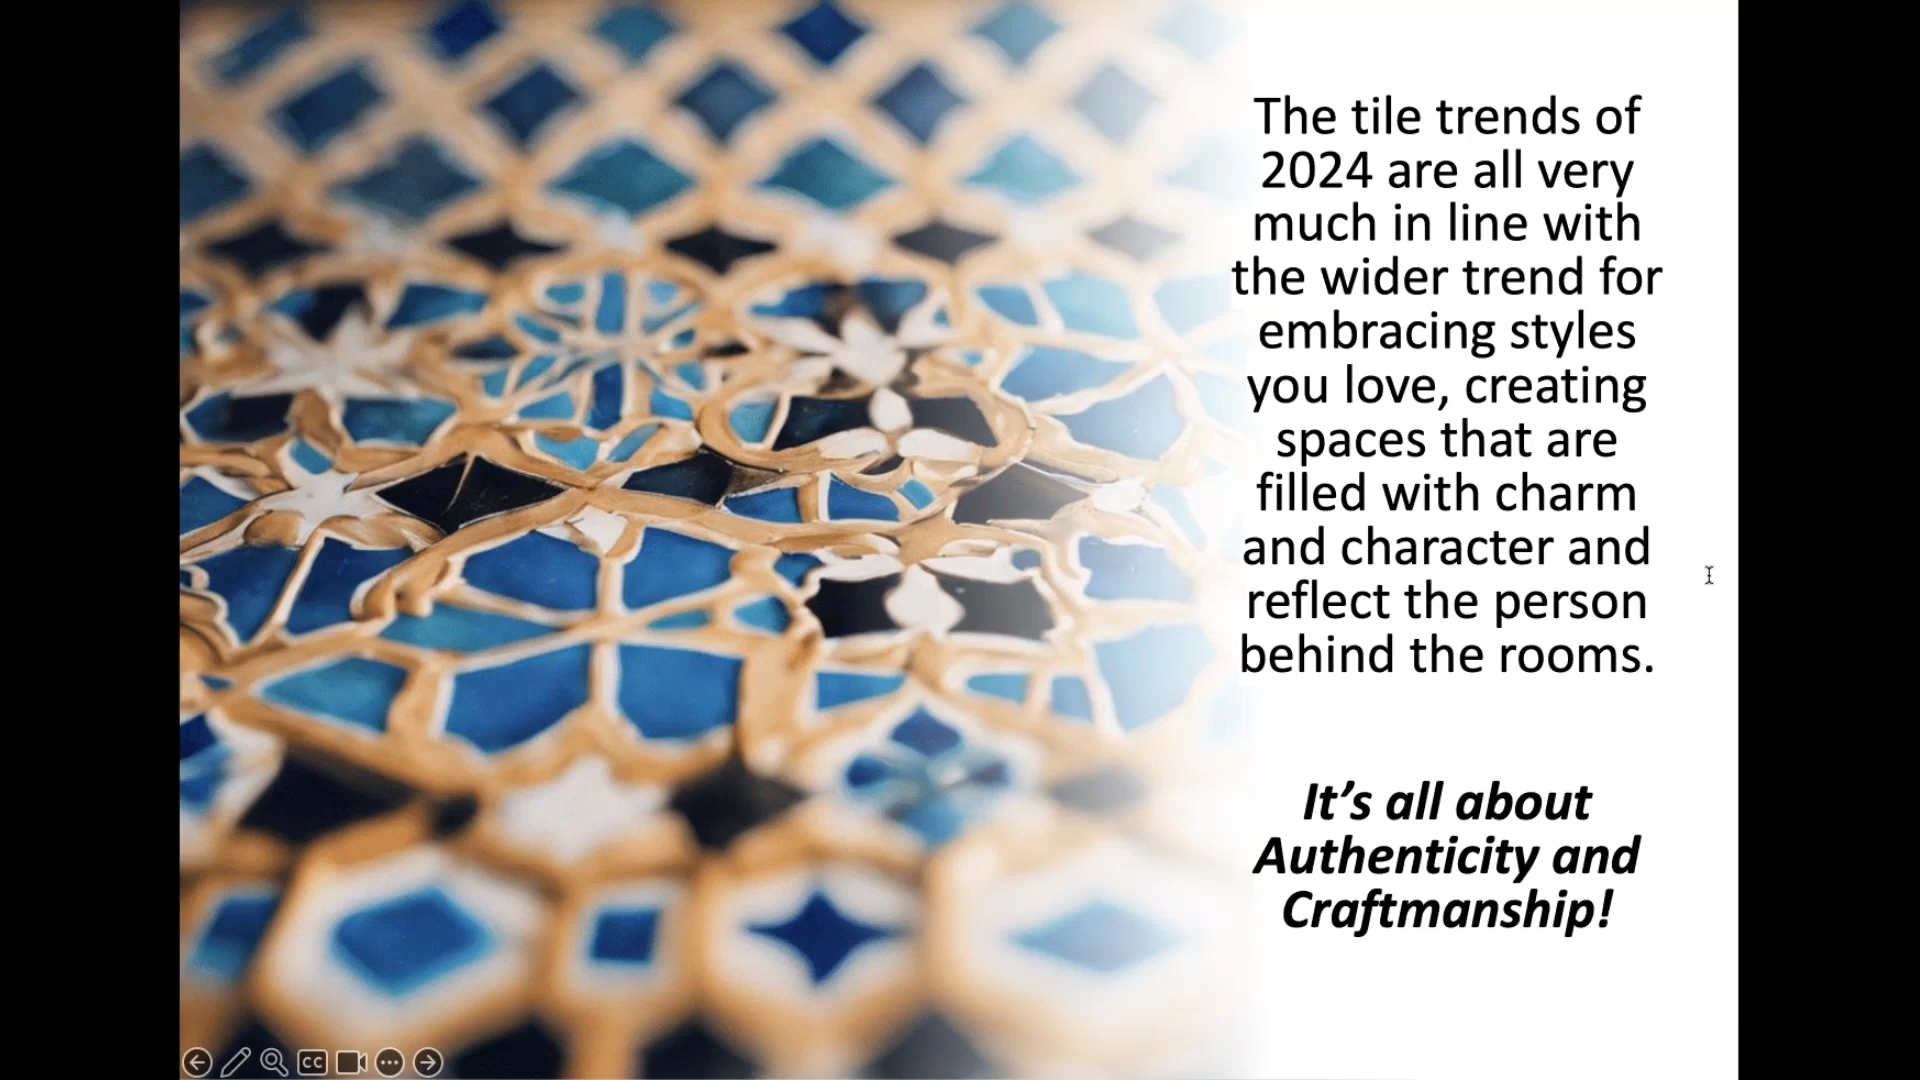 The tile trends of
2024 are all very
much in line with
the wider trend for
embracing styles
you love, creating
spaces that are
filled with charm
and character and
reflect the person
behind the rooms.
It's all about
Authenticity and
Craftmanship!
CC